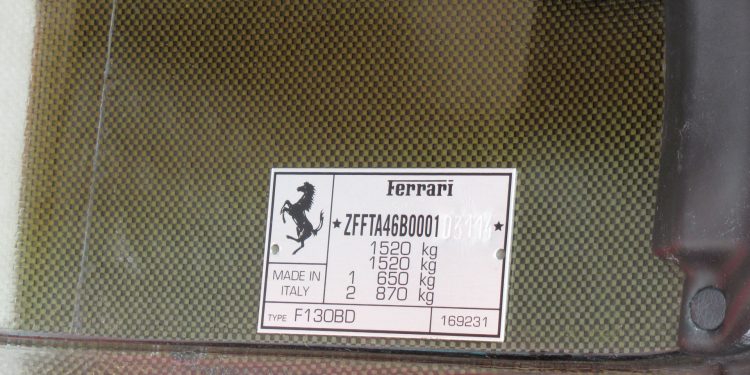 Ferrari
★ZFFTA46B0001 ★
1520 kg
1520 kg
1 650 kg
2 870 kg
MADE IN
ITALY
TYPE F130BD
169231